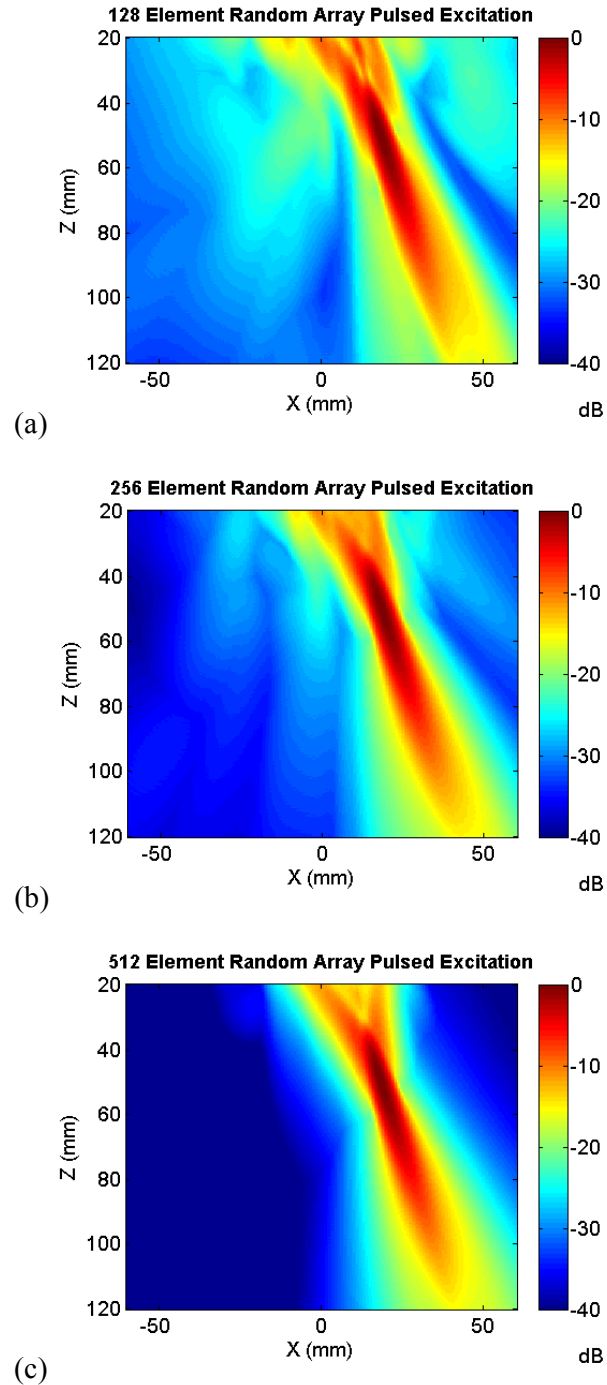 128 Element Random Array Pulsed Excitation
20
40
60
80
100
120
Z (mm)
-50
0
50
X (mm)
0
-10
-20
-30
-40
dB
(a)
256 Element Random Array Pulsed Excitation
20
40
60
80
100
120
Z (mm)
-50
0
50
X (mm)
0
-10
-20
-30
-40
dB
(b)
512 Element Random Array Pulsed Excitation
20
40
60
80
100
120
Z (mm)
-50
0
50
X (mm)
0
-10
-20
-30
-40
dB
(c)